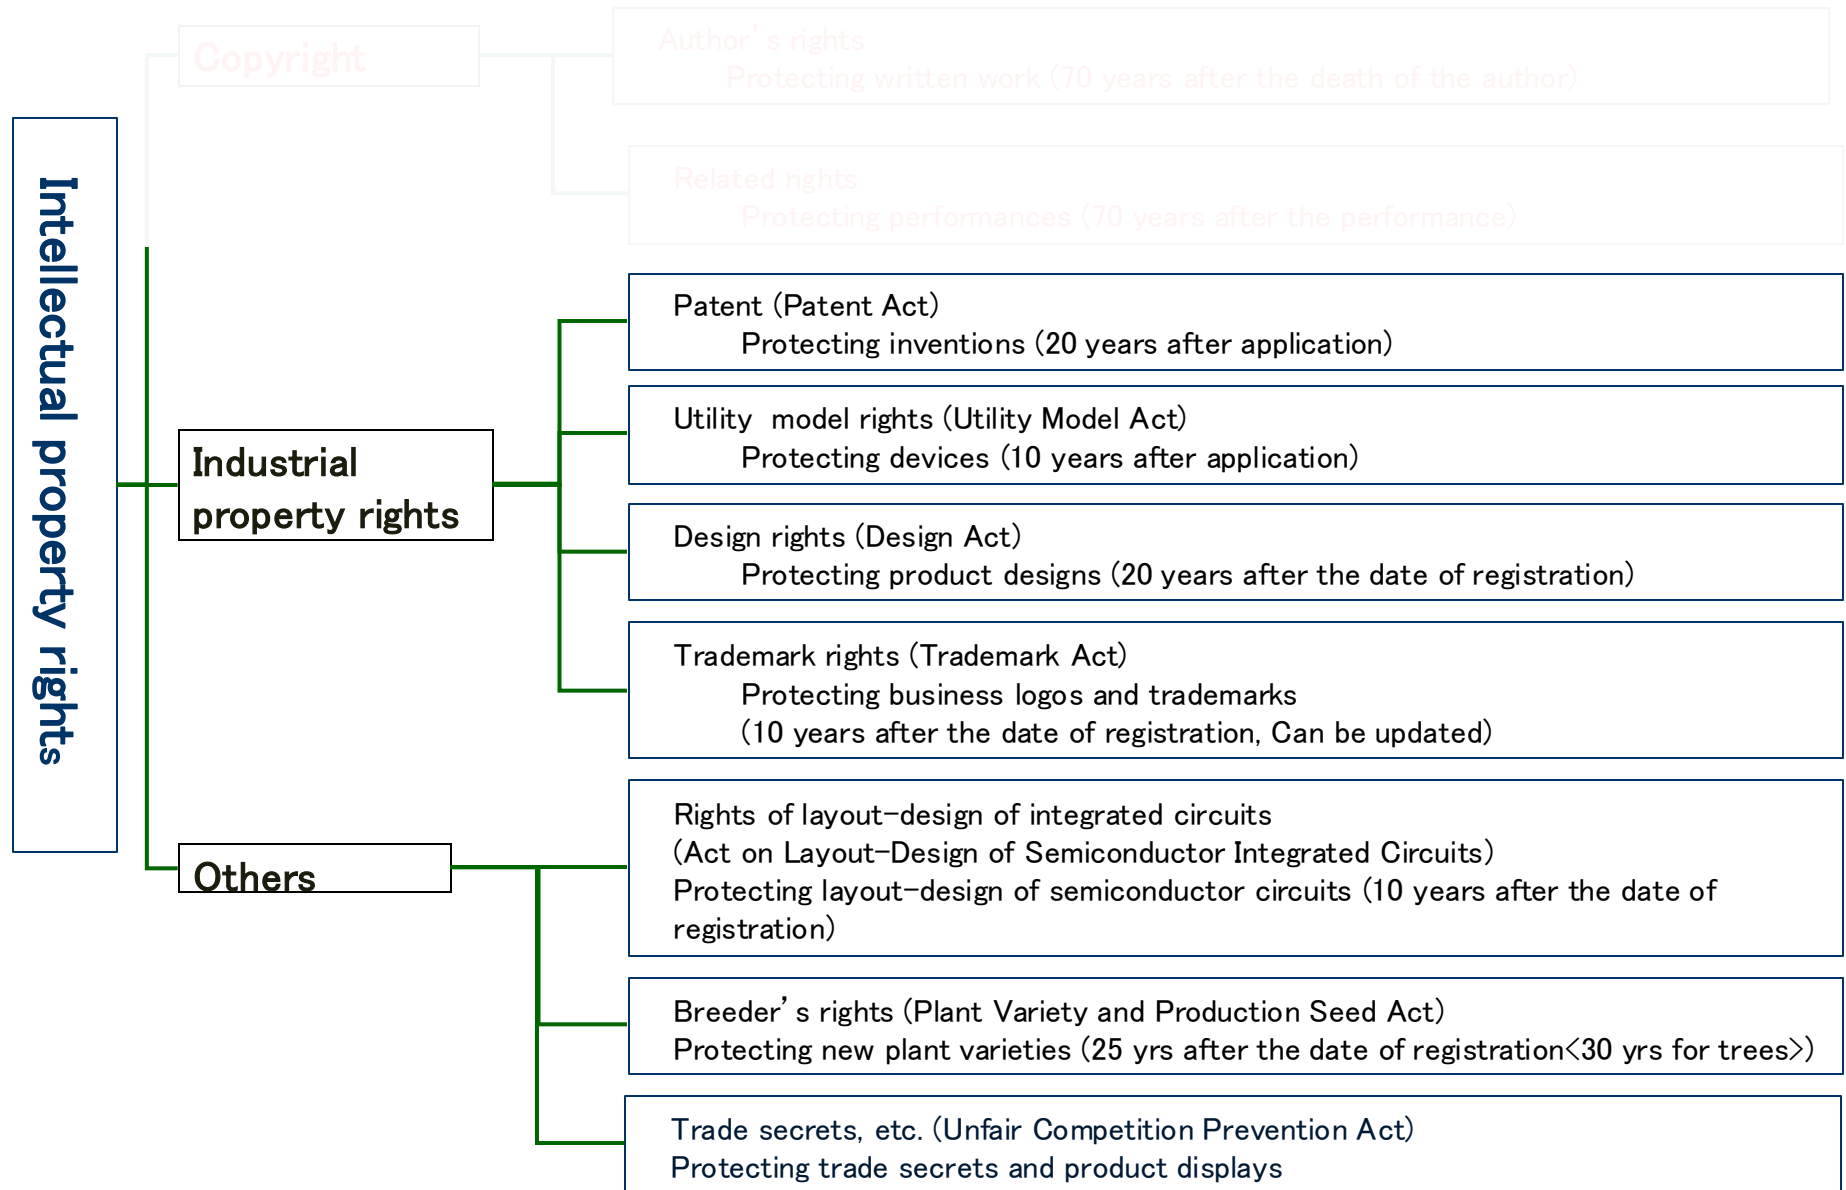 Intellectual property rights
Copyright
Author's rights
Protecting written work (70 years after the death of the author)
Related rights
Protecting performances (70 years after the performance)
Industrial
property rights
Patent (Patent Act)
Protecting inventions (20 years after application)
Utility model rights (Utility Model Act)
Protecting devices (10 years after application)
Design rights (Design Act)
Protecting product designs (20 years after the date of registration)
Trademark rights (Trademark Act)
Protecting business logos and trademarks
(10 years after the date of registration, Can be updated)
Others
Rights of layout-design of integrated circuits
(Act on Layout-Design of Semiconductor Integrated Circuits)
Protecting layout-design of semiconductor circuits (10 years after the date of
registration)
Breeder's rights (Plant Variety and Production Seed Act)
Protecting new plant varieties (25 yrs after the date of registration<30 yrs for trees>)
Trade secrets, etc. (Unfair Competition Prevention Act)
Protecting trade secrets and product displays